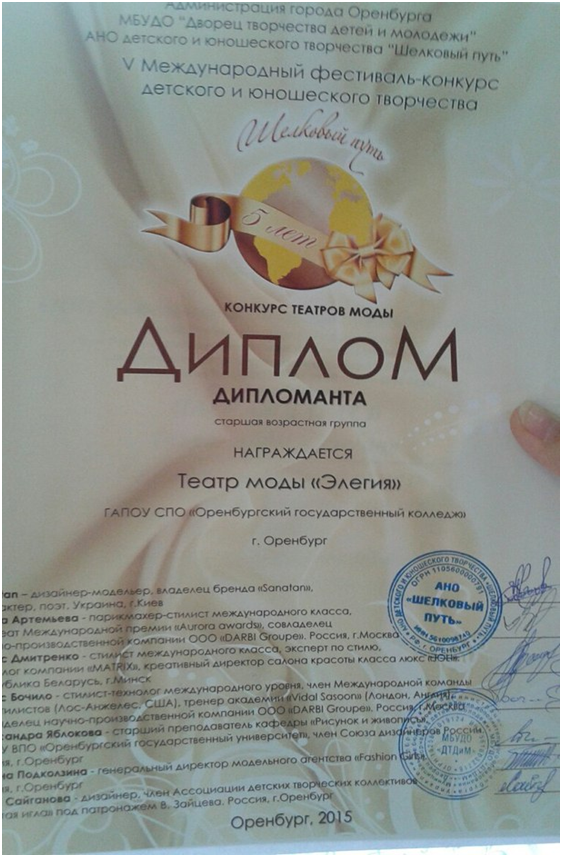 Администрация города Оренбурга
МБУДО "Дворец творчества детей и молодежи"
АНО детского и юношеского творчества "Шелковый путь"
V Международный фестиваль-конкурс
детского и юношеского творчества
Шелковый путь
5 лет
КОНКУРС ТЕАТРОВ МОДЫ
ДИПЛОМ
ДИПЛОМАНТА
старшая возрастная группа
НАГРАЖДАЕТСЯ
Театр моды «Элегия»
ГАПОУ СПО «Оренбургский государственный колледж»
г. Оренбург
– дизайнер-модельер, владелец бренда «Sanatan»,
поэт. Украина, г.Киев
Артемьева - парикмахер-стилист международного класса,
Международной премии «Aurora awards», совладелец
компании ООО «DARBI Groupe». Россия, г.Москва
Дмитренко - стилист международного класса, эксперт по стилю,
компании «MATRIX», креативный директор салона красоты класса люкс «JOLI».
Беларусь, г.Минск
Бочило - стилист-технолог международного уровня, член Международной команды
(Лос-Анжелес, США), тренер академии «Vidal Sasoon» (Лондон,
научно-производственной компании ООО «DARBI Groupe». Россия, г.Москва
Яблокова - старший преподаватель кафедры «Рисунок и живопись»
ВПО «Оренбургский государственный университет», член Союза дизайнеров России.
г.Оренбург
Подколзина - генеральный директор модельного агентства «Fashion Girls».
г.Оренбург
Сайганова - дизайнер, член Ассоциации детских творческих коллективов
игла» под патронажем В. Зайцева. Россия, г.Оренбург
АНО
«ШЕЛКОВЫЙ
ПУТЬ»
МБУДО
«ДТДиМ»
Оренбург, 2015